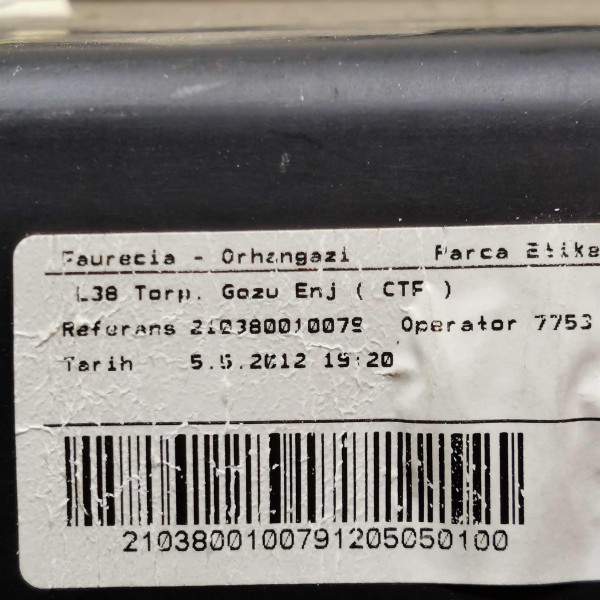 Faurecia - Orhangazi Parca Etike
L38 Torp. Gozu Enj ( CTF )
Referans 210380010079 Operator 7753
Tarih 5.5.2012 19:20
2103800100791205050100